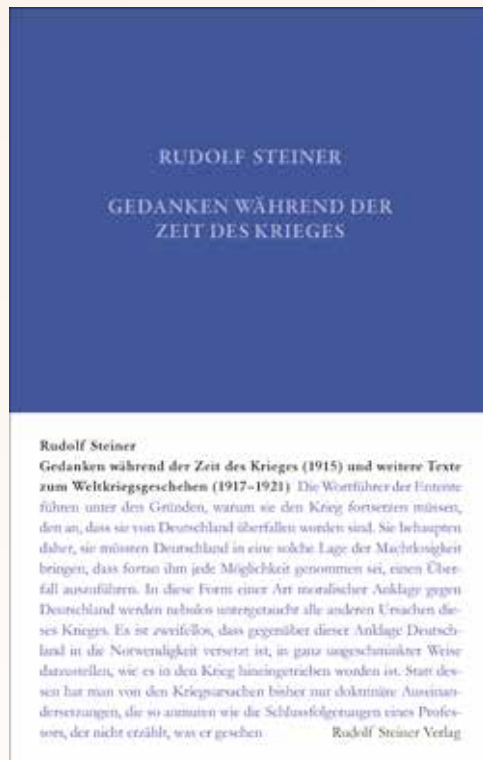 RUDOLF STEINER
GEDANKEN WÄHREND DER
ZEIT DES KRIEGES
Rudolf Steiner
Gedanken während der Zeit des Krieges (1915) und weitere Texte
zum Weltkriegsgeschehen (1917–1921) Die Wortführer der Entente
führen unter den Gründen, warum sie den Krieg fortsetzen müssen,
den an, dass sie von Deutschland überfallen worden sind. Sie behaupten
daher, sie müssten Deutschland in eine solche Lage der Machtlosigkeit
bringen, dass fortan ihm jede Möglichkeit genommen sei, einen Über-
fall auszuführen. In diese Form einer Art moralischer Anklage gegen
Deutschland werden nebulos untergetaucht alle anderen Ursachen die-
ses Krieges. Es ist zweifellos, dass gegenüber dieser Anklage Deutsch-
land in die Notwendigkeit versetzt ist, in ganz ungeschminkter Weise
darzustellen, wie es in den Krieg hineingetrieben worden ist. Statt des-
sen hat man von den Kriegsursachen bisher nur doktrinäre Auseinan-
dersetzungen, die so anmuten wie die Schlussfolgerungen eines Profes-
sors, der nicht erzählt, was er gesehen Rudolf Steiner Verlag